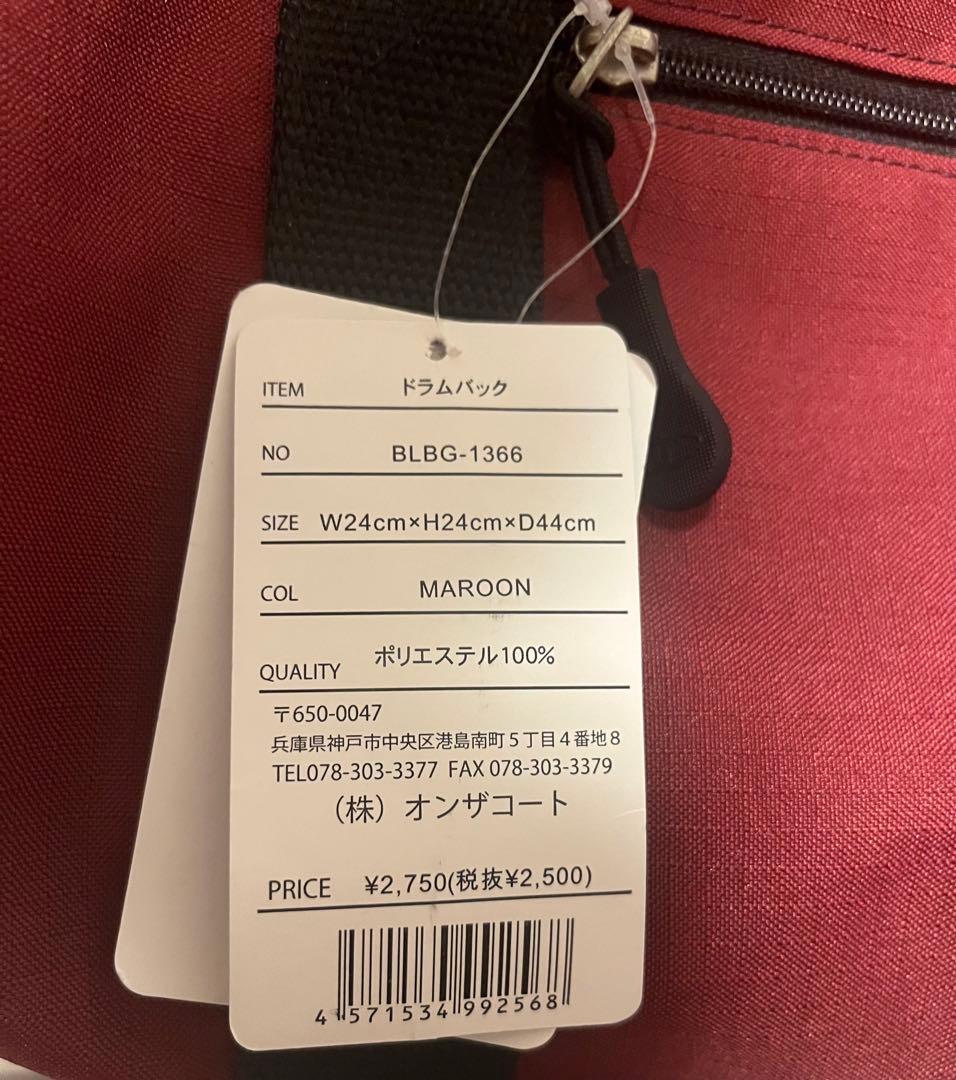 ITEM ドラムバック
NO BLBG-1366
SIZE W24cm×H24cm×D44cm
COL MAROON
QUALITY ポリエステル100%
〒650-0047
兵庫県神戸市中央区港島南町5丁目4番地8
TEL078-303-3377 FAX 078-303-3379
（株）オンザコート
PRICE ¥2,750(税抜¥2,500)
4 571534 992568